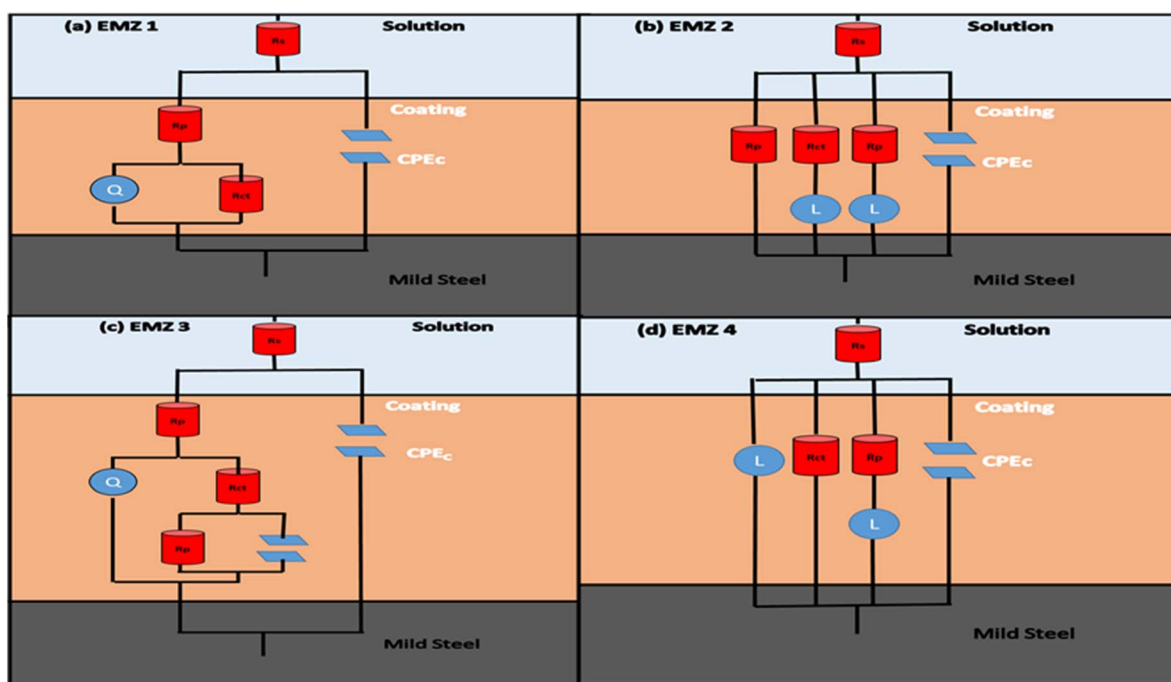 (a) EMZ 1 Solution
Rs
Coating
Rp
CPEc
Q
Rct
Mild Steel
(b) EMZ 2 Solution
Rs
Coating
Rp Rct Rp
CPEc
L L
Mild Steel
(c) EMZ 3 Solution
Rs
Coating
Rp
CPEc
Q
Rct
Rp
Mild Steel
(d) EMZ 4 Solution
Rs
Coating
L Rct Rp
CPEc
L
Mild Steel